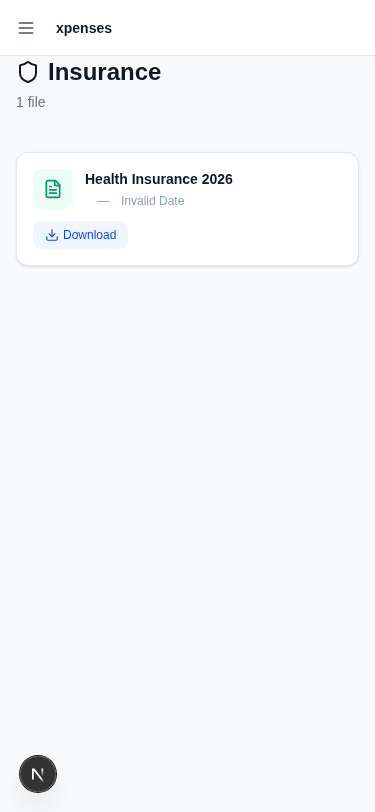 xpenses
Insurance
1 file
Health Insurance 2026
— Invalid Date
Download
N